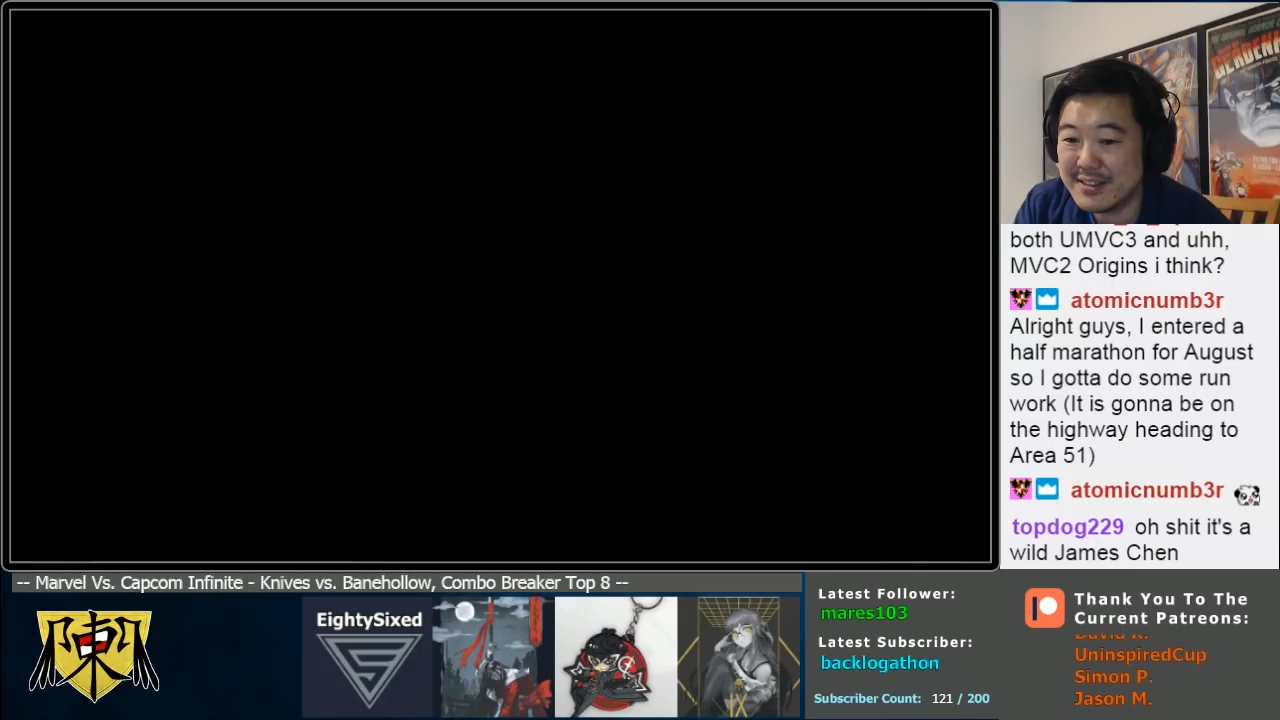 both UMVC3 and uhh,
MVC2 Origins i think?
atomicnumb3r
Alright guys, I entered a
half marathon for August
so I gotta do some run
work (It is gonna be on
the highway heading to
Area 51)
atomicnumb3r
topdog229 oh shit it's a
wild James Chen
-- Marvel Vs. Capcom Infinite - Knives vs. Banehollow, Combo Breaker Top 8 --
EightySixed
Latest Follower:
mares103
Latest Subscriber:
backlogathon
Subscriber Count: 121 / 200
Thank You To The
Current Patreons:
David R.
UninspiredCup
Simon P.
Jason M.